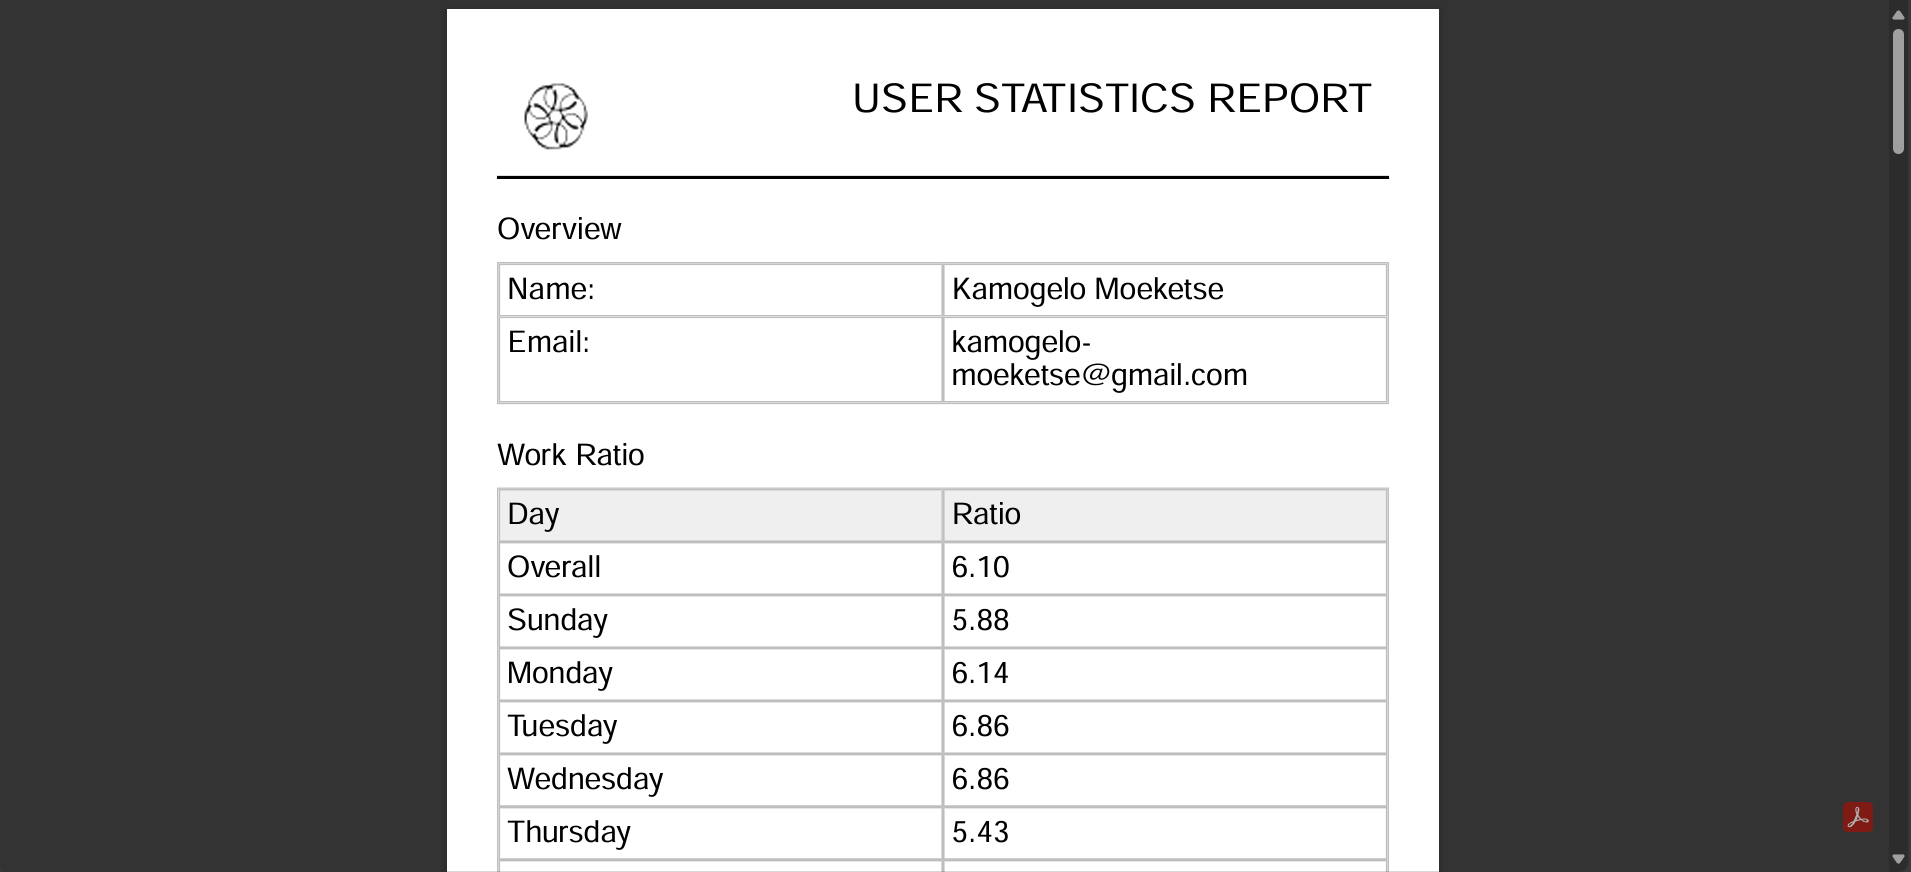 USER STATISTICS REPORT
Overview
Name: Kamogelo Moeketse
Email: kamogelo-
moeketse@gmail.com
Work Ratio
Day Ratio
Overall 6.10
Sunday 5.88
Monday 6.14
Tuesday 6.86
Wednesday 6.86
Thursday 5.43